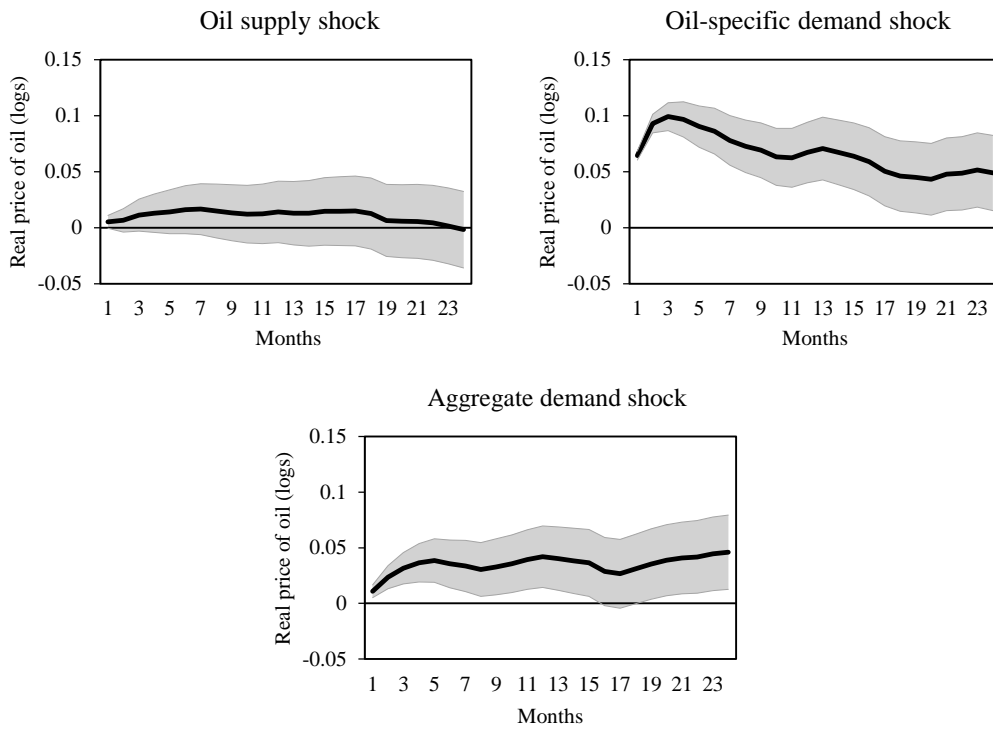 Oil supply shock
Real price of oil (logs)
0.15
0.1
0.05
0
-0.05
1 3 5 7 9 11 13 15 17 19 21 23
Months
Oil-specific demand shock
Real price of oil (logs)
0.15
0.1
0.05
0
-0.05
1 3 5 7 9 11 13 15 17 19 21 23
Months
Aggregate demand shock
Real price of oil (logs)
0.15
0.1
0.05
0
-0.05
1 3 5 7 9 11 13 15 17 19 21 23
Months